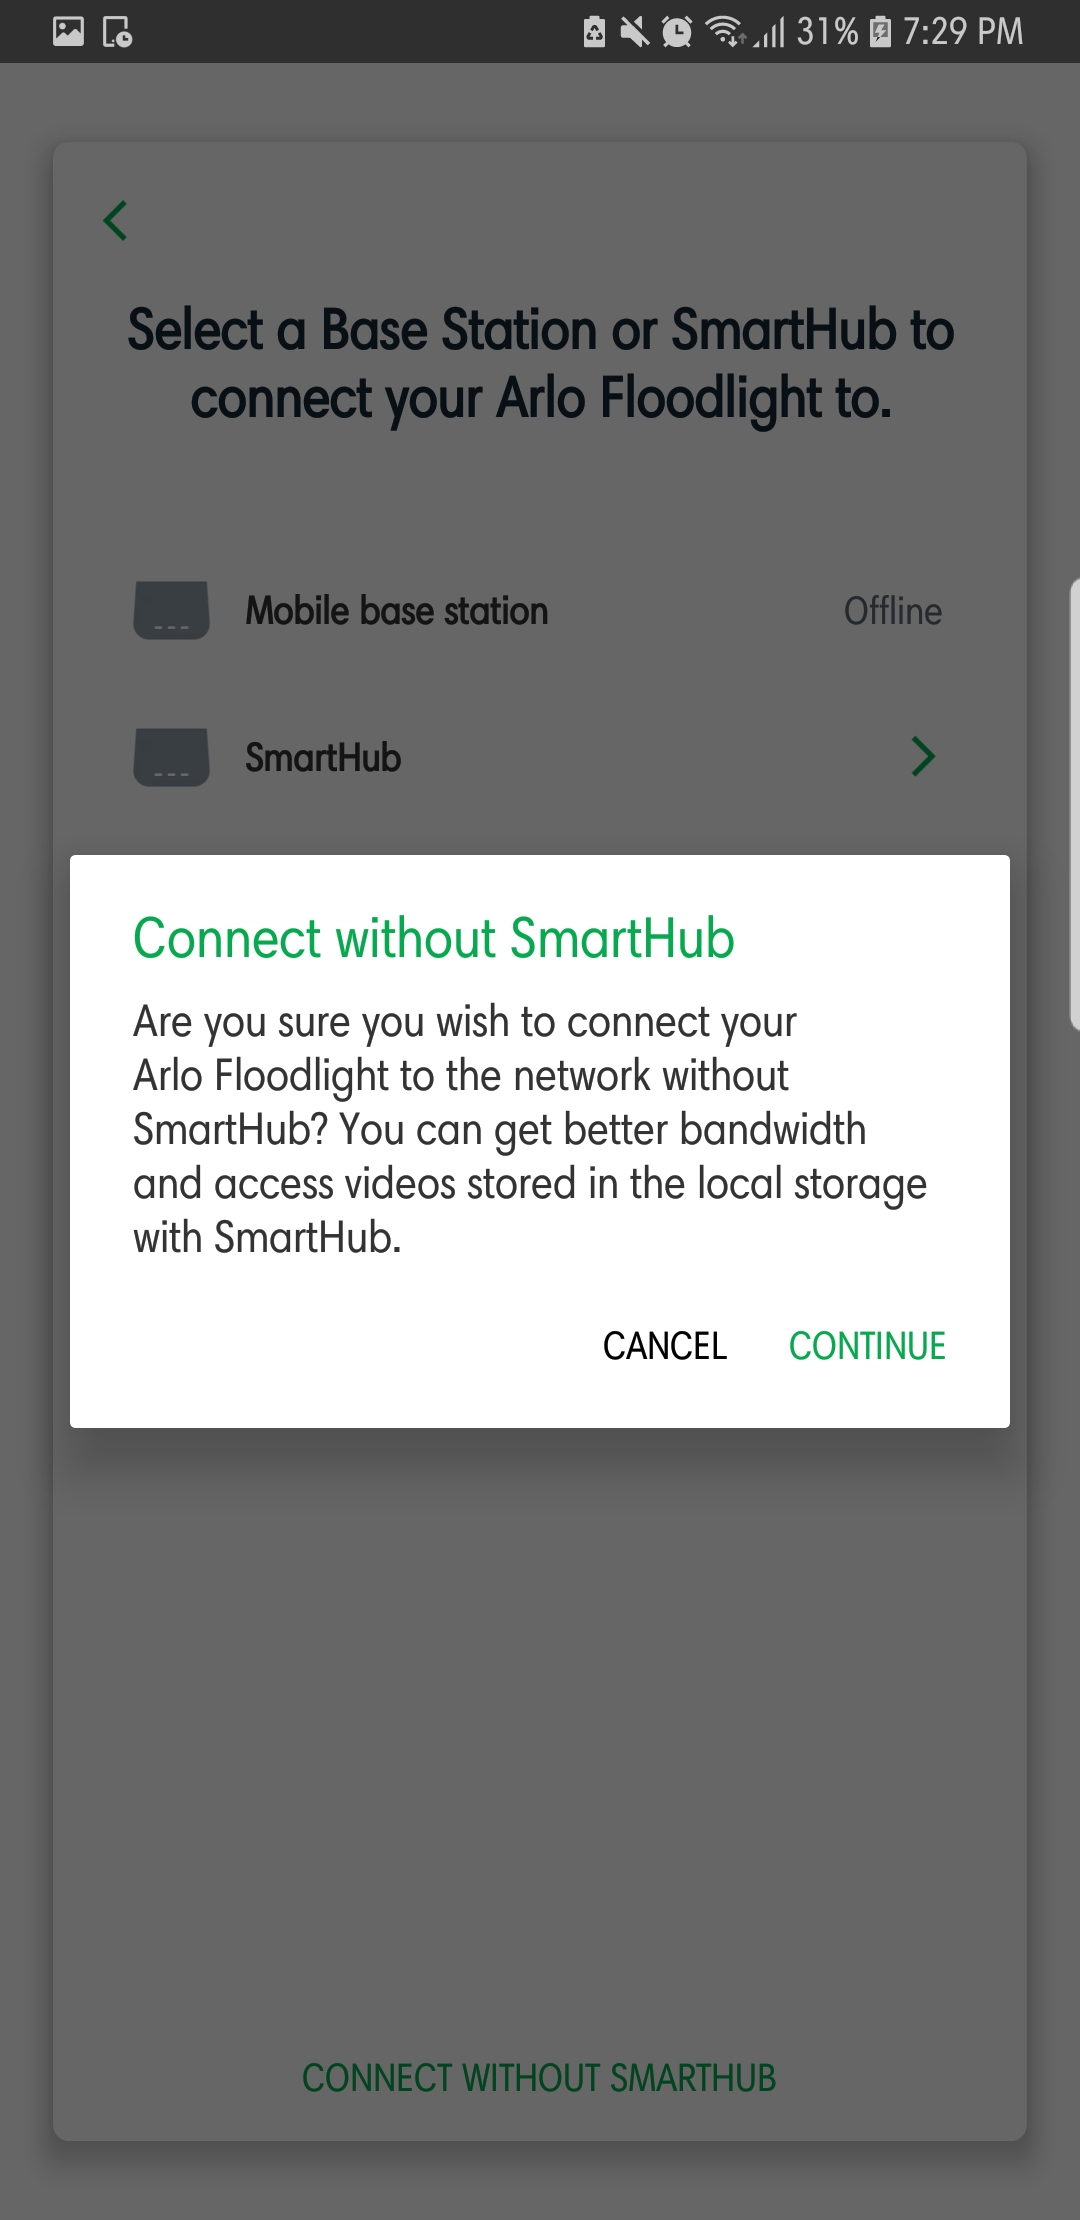 31% 7:29 PM
Select a Base Station or SmartHub to
connect your Arlo Floodlight to.
Mobile base station Offline
SmartHub
Connect without SmartHub
Are you sure you wish to connect your
Arlo Floodlight to the network without
SmartHub? You can get better bandwidth
and access videos stored in the local storage
with SmartHub.
CANCEL CONTINUE
CONNECT WITHOUT SMARTHUB